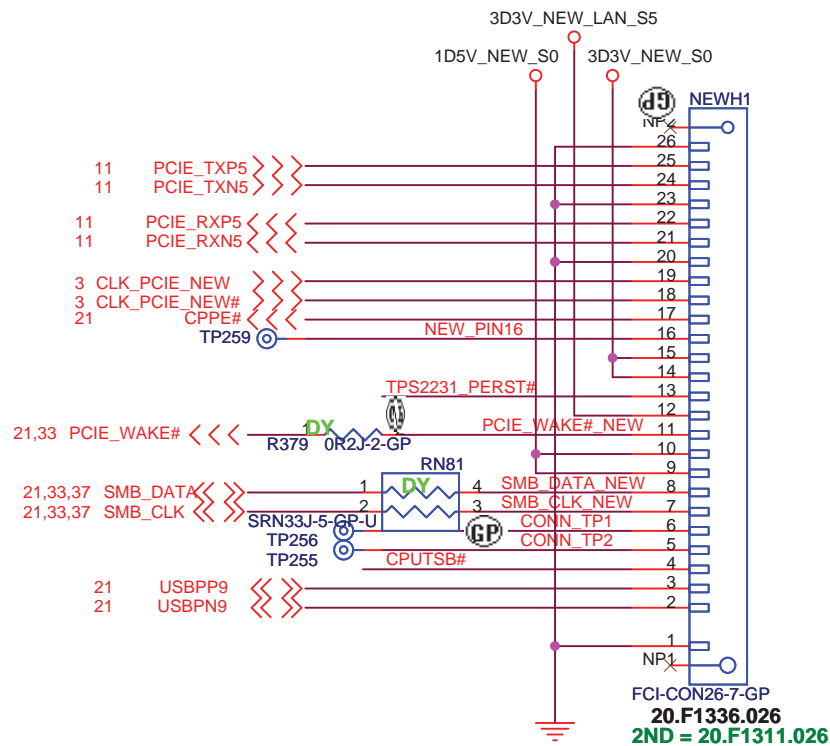 3D3V_NEW_LAN_S5
1D5V_NEW_S0 3D3V_NEW_S0
GP NEWH1
NP2
26
11 PCIE_TXP5 25
11 PCIE_TXN5 24
23
11 PCIE_RXP5 22
11 PCIE_RXN5 21
20
3 CLK_PCIE_NEW 19
3 CLK_PCIE_NEW# 18
21 CPPE# 17
TP259 NEW_PIN16 16
15
14
TPS2231_PERST# 13
12
21,33 PCIE_WAKE# 1 DY PCIE_WAKE#_NEW 11
R379 0R2J-2-GP
10
RN81 9
21,33,37 SMB_DATA 1 DY 4 SMB_DATA_NEW 8
21,33,37 SMB_CLK 2 3 SMB_CLK_NEW 7
SRN33J-5-GP-U GP CONN_TP1 6
TP256 CONN_TP2 5
TP255 CPUTSB# 4
21 USBPP9 3
21 USBPN9 2
1
NP1
FCI-CON26-7-GP
20.F1336.026
2ND = 20.F1311.026